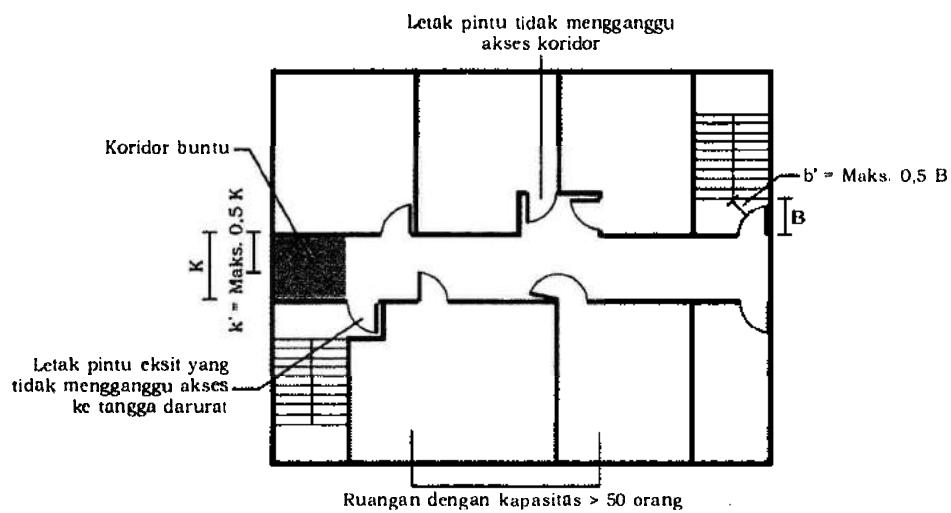 Letak pintu tidak mengganggu
akses koridor
Koridor buntu
b' = Maks. 0,5 B
B
K
k' = Maks. 0.5 K
Letak pintu eksit yang
tidak mengganggu akses
ke tangga darurat
Ruangan dengan kapasitas > 50 orang